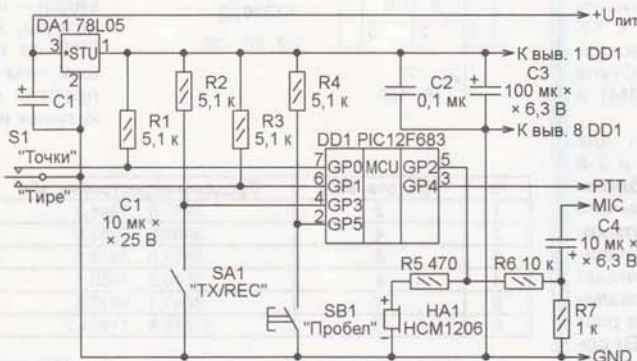 DA1 78L05
+Uпит
3
*STU
1
2
+
C1
R1
5,1 к
R2
5,1 к
R3
5,1 к
R4
5,1 к
C2
0,1 мк
К выв. 1 DD1
+
C3
100 мк ×
× 6,3 В
К выв. 8 DD1
S1
"Точки"
"Тире"
DD1 PIC12F683
7
6
4
2
GP0
GP1
GP3
GP5
MCU
GP2
GP4
5
3
PTT
MIC
C1
10 мк ×
× 25 В
C4
10 мк ×
+
× 6,3 В
SA1
"TX/REC"
SB1
"Пробел"
R5 470
R6 10 к
+
HA1
HCM1206
R7
1 к
GND